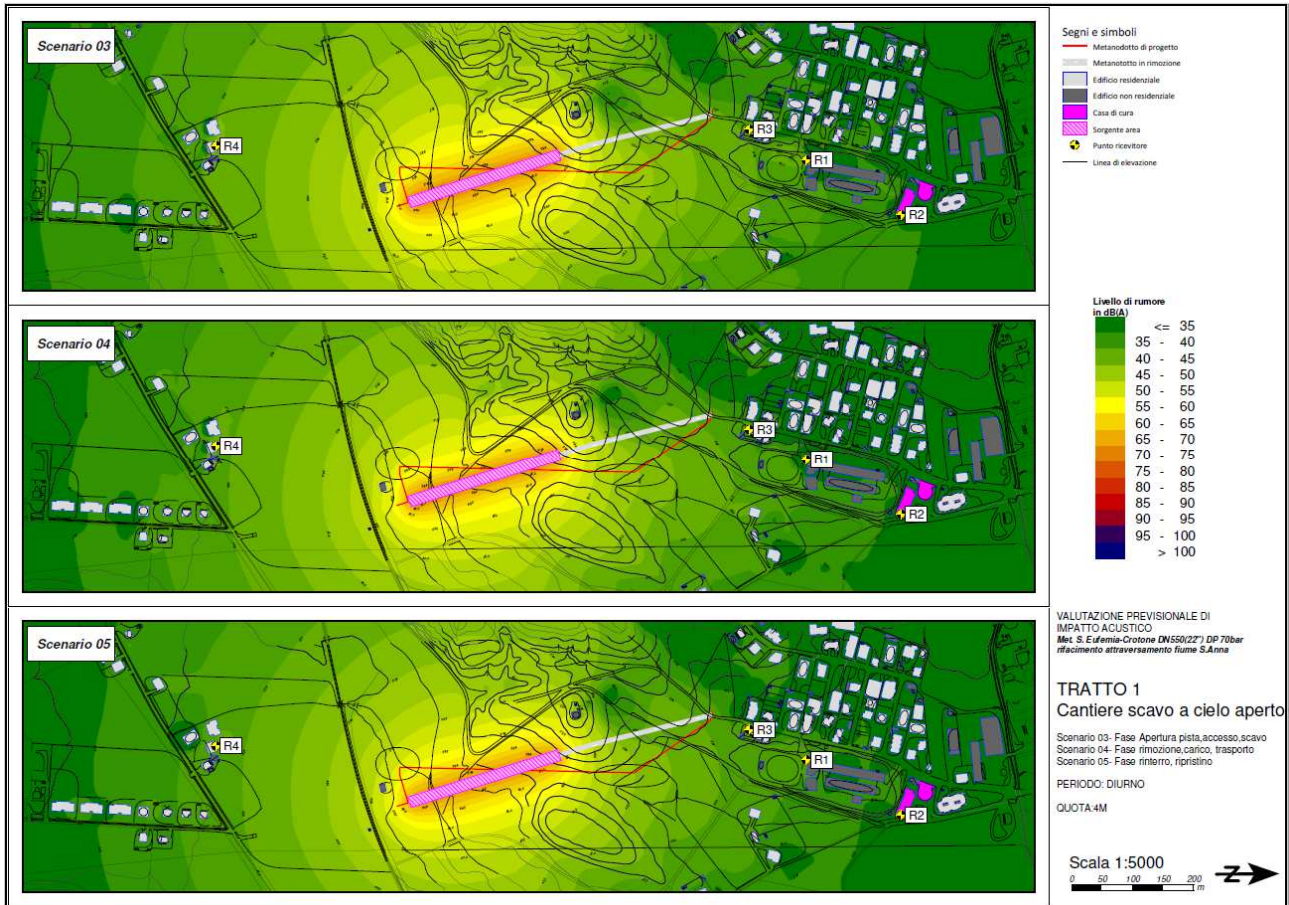 Scenario 03
R4
R3
R1
R2
Scenario 04
R4
R3
R1
R2
Scenario 05
R4
R3
R1
R2
Segni e simboli
Metanodotto di progetto
Metanototto in rimozione
Edificio residenziale
Edificio non residenziale
Casa di cura
Sorgente area
Punto ricevitore
Linea di elevazione
Livello di rumore
in dB(A)
<= 35
35 - 40
40 - 45
45 - 50
50 - 55
55 - 60
60 - 65
65 - 70
70 - 75
75 - 80
80 - 85
85 - 90
90 - 95
95 - 100
> 100
VALUTAZIONE PREVISIONALE DI
IMPATTO ACUSTICO
Met. S. Eufemia-Crotone DN550(22") DP 70bar
rifacimento attraversamento fiume S.Anna
TRATTO 1
Cantiere scavo a cielo aperto
Scenario 03- Fase Apertura pista,accesso,scavo
Scenario 04- Fase rimozione,carico, trasporto
Scenario 05- Fase rinterro, ripristino
PERIODO: DIURNO
QUOTA:4M
Scala 1:5000
0 50 100 150 200
m
Z